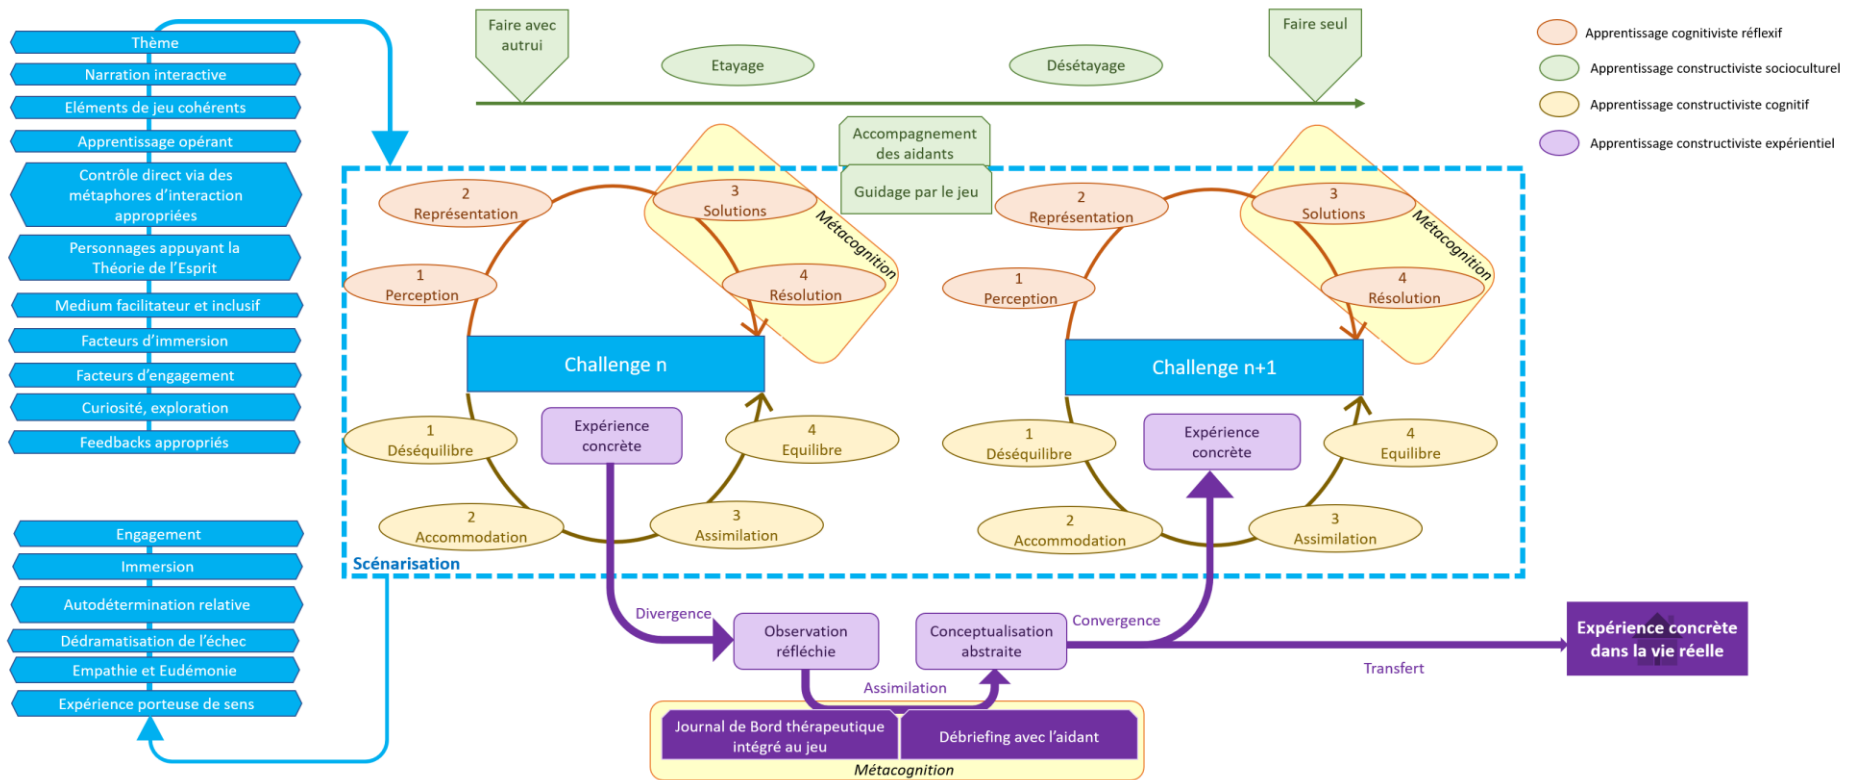 Thème
Narration interactive
Eléments de jeu cohérents
Apprentissage opérant
Contrôle direct via des
métaphores d'interaction
appropriées
Personnages appuyant la
Théorie de l'Esprit
Medium facilitateur et inclusif
Facteurs d'immersion
Facteurs d'engagement
Curiosité, exploration
Feedbacks appropriés
Engagement
Immersion
Autodétermination relative
Dédramatisation de l'échec
Empathie et Eudémonie
Expérience porteuse de sens
Faire avec
autrui
Etayage
Désétayage
Faire seul
Apprentissage cognitiviste réflexif
Apprentissage constructiviste socioculturel
Apprentissage constructiviste cognitif
Apprentissage constructiviste expérientiel
Accompagnement
des aidants
Guidage par le jeu
2
Représentation
3
Solutions
Métacognition
1
Perception
4
Résolution
Challenge n
1
Déséquilibre
Expérience
concrète
4
Equilibre
2
Accommodation
3
Assimilation
2
Représentation
3
Solutions
Métacognition
1
Perception
4
Résolution
Challenge n+1
1
Déséquilibre
Expérience
concrète
4
Equilibre
2
Accommodation
3
Assimilation
Scénarisation
Divergence
Observation
réfléchie
Conceptualisation
abstraite
Convergence
Assimilation
Transfert
Expérience concrète
dans la vie réelle
Journal de Bord thérapeutique
intégré au jeu
Débriefing avec l'aidant
Métacognition